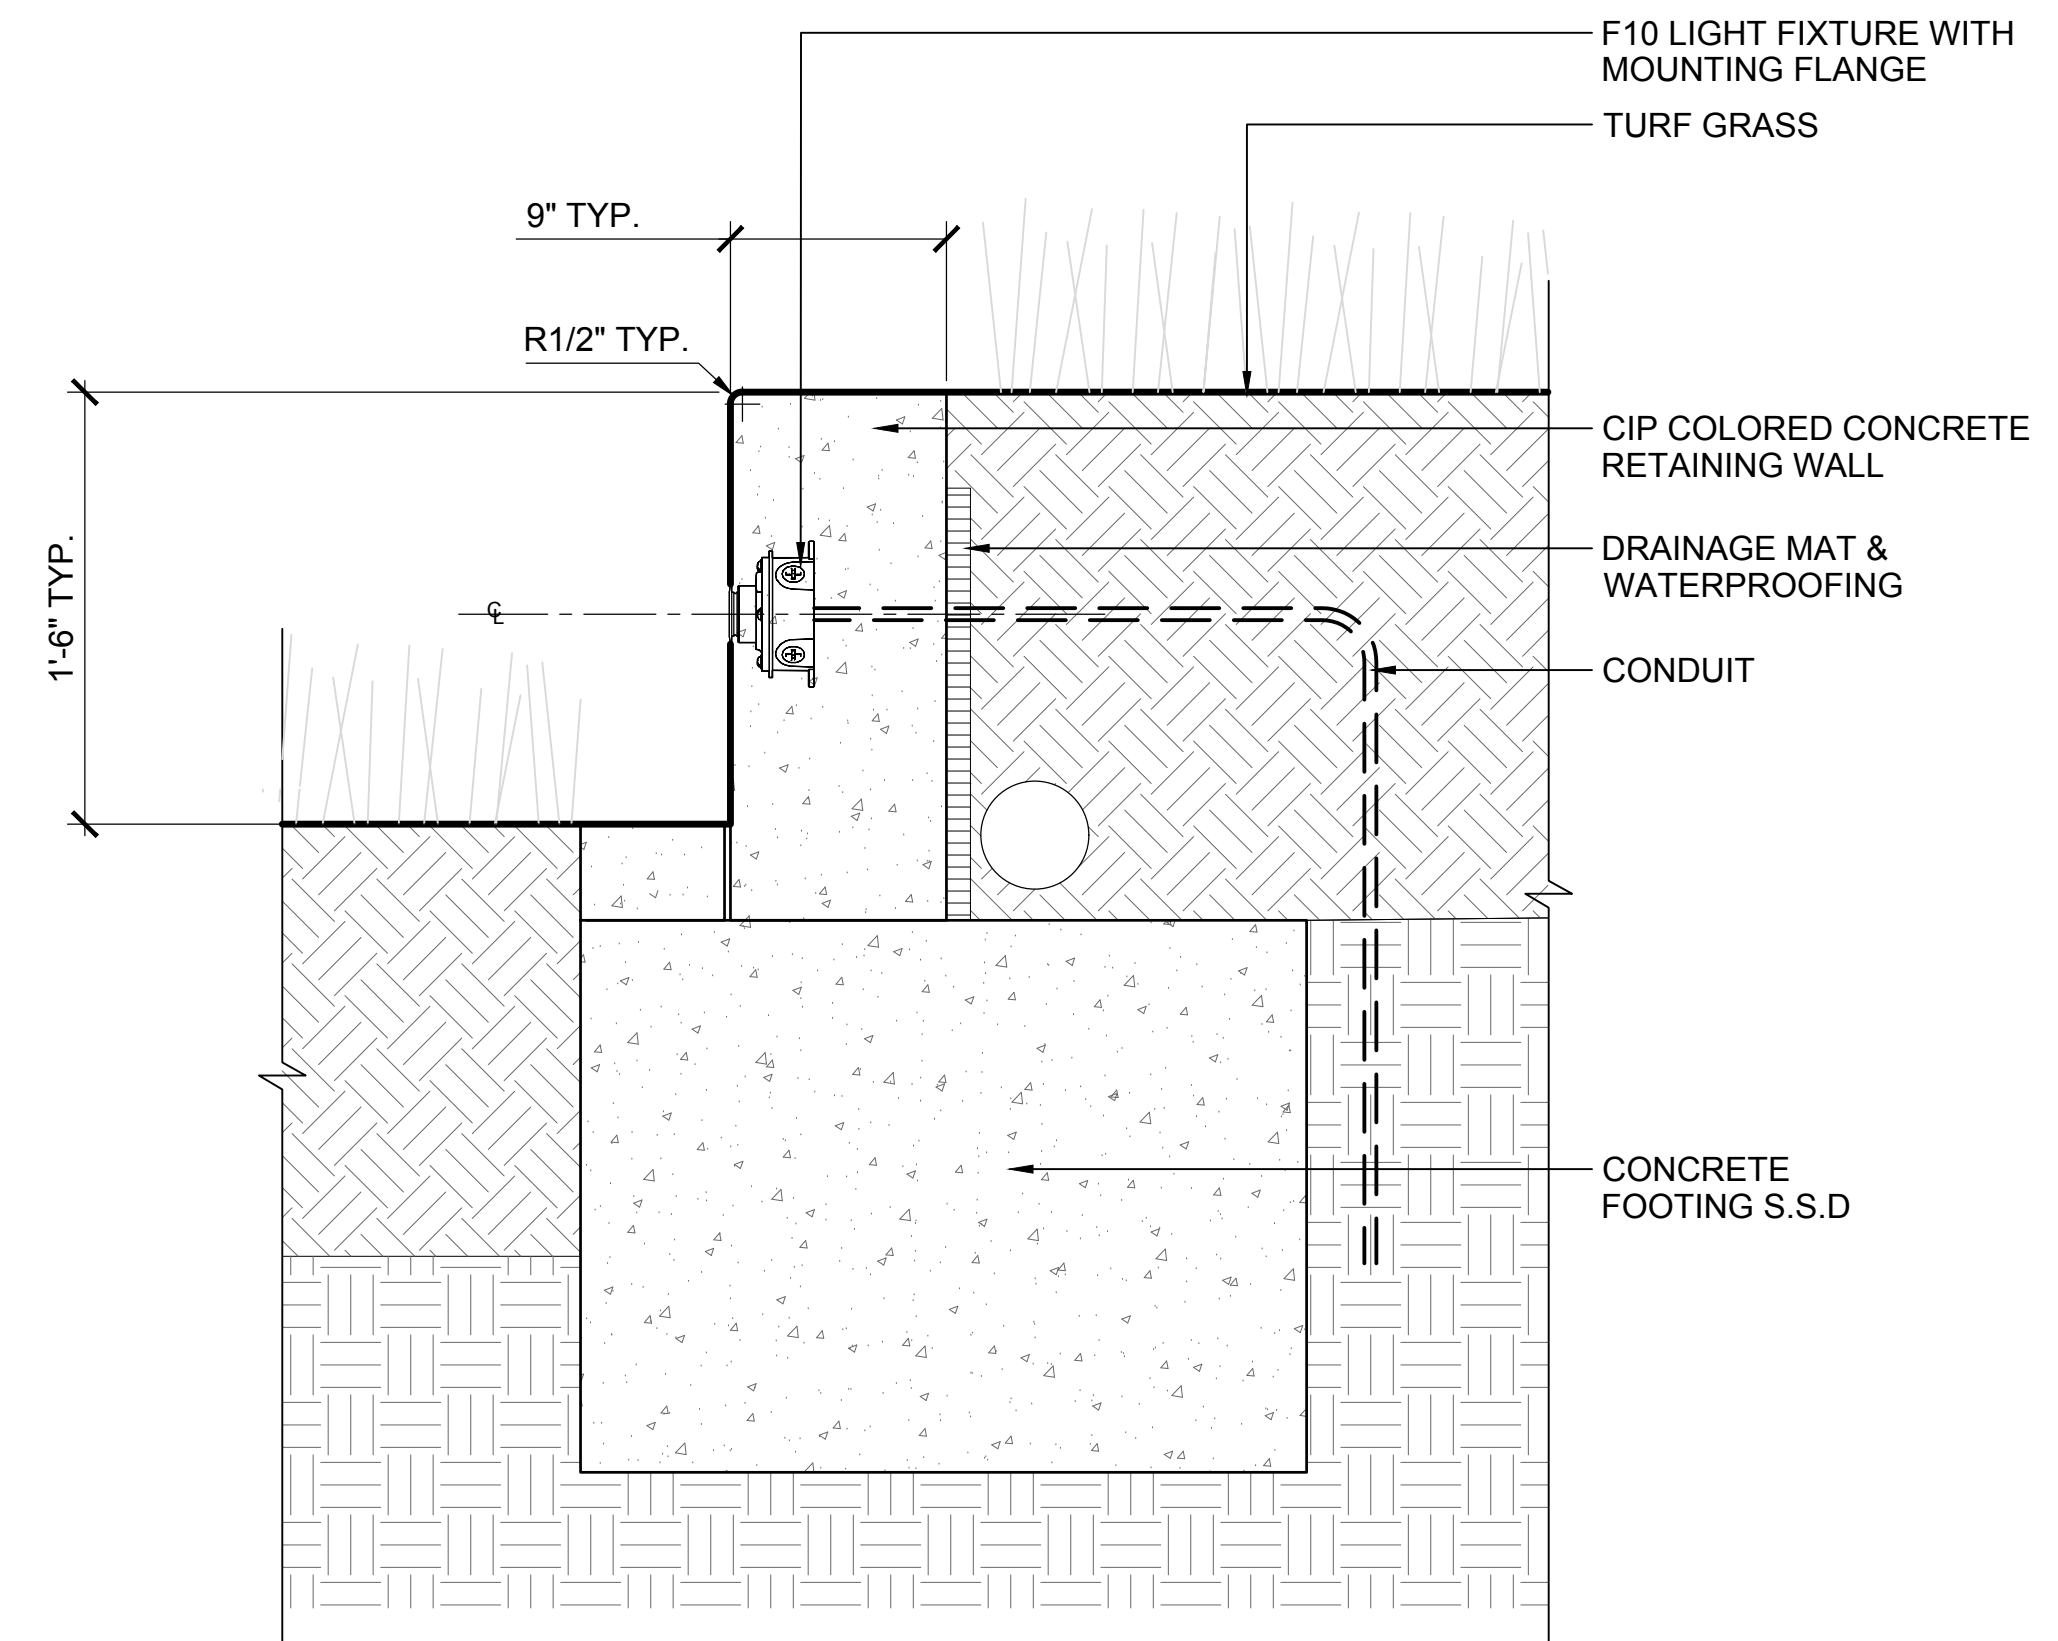 F10 LIGHT FIXTURE WITH
MOUNTING FLANGE
TURF GRASS
9" TYP.
R1/2" TYP.
CIP COLORED CONCRETE
RETAINING WALL
1'-6" TYP.
DRAINAGE MAT &
WATERPROOFING
℄
CONDUIT
CONCRETE
FOOTING S.S.D